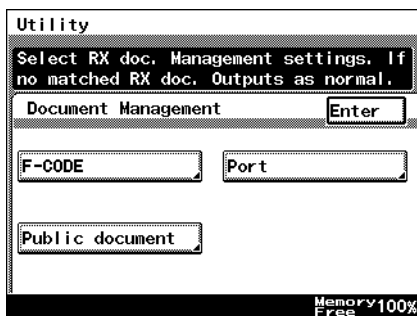 Utility
Select RX doc. Management settings. If
no matched RX doc. Outputs as normal.
Document Management
Enter
F-CODE
Port
Public document
Memory
Free
100%